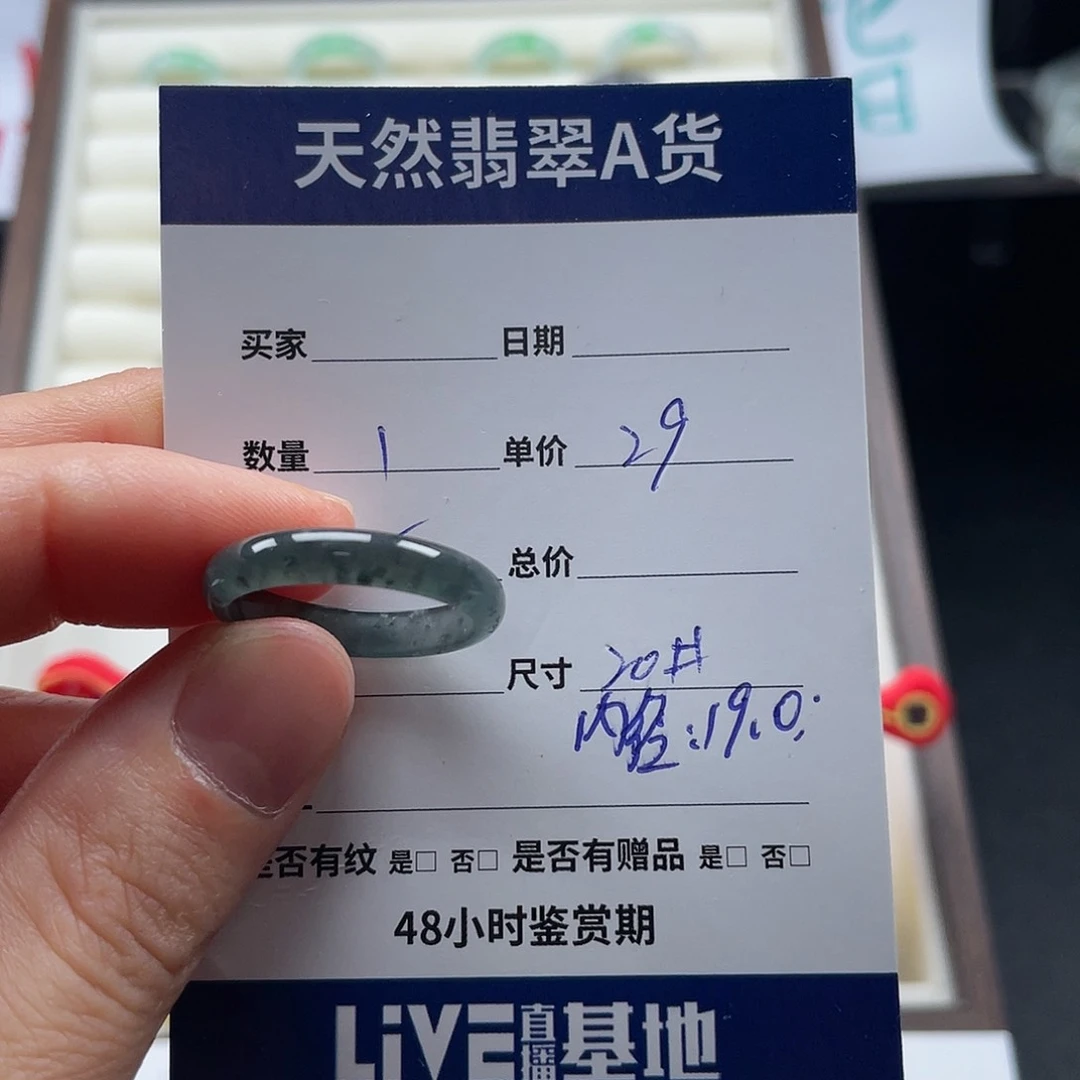 天然翡翠A货
买家 日期
数量 1 单价 29
总价
尺寸 20#
内径:19.0
是否有纹 是□ 否□ 是否有赠品 是□ 否□
48小时鉴赏期
LiVE直播基地